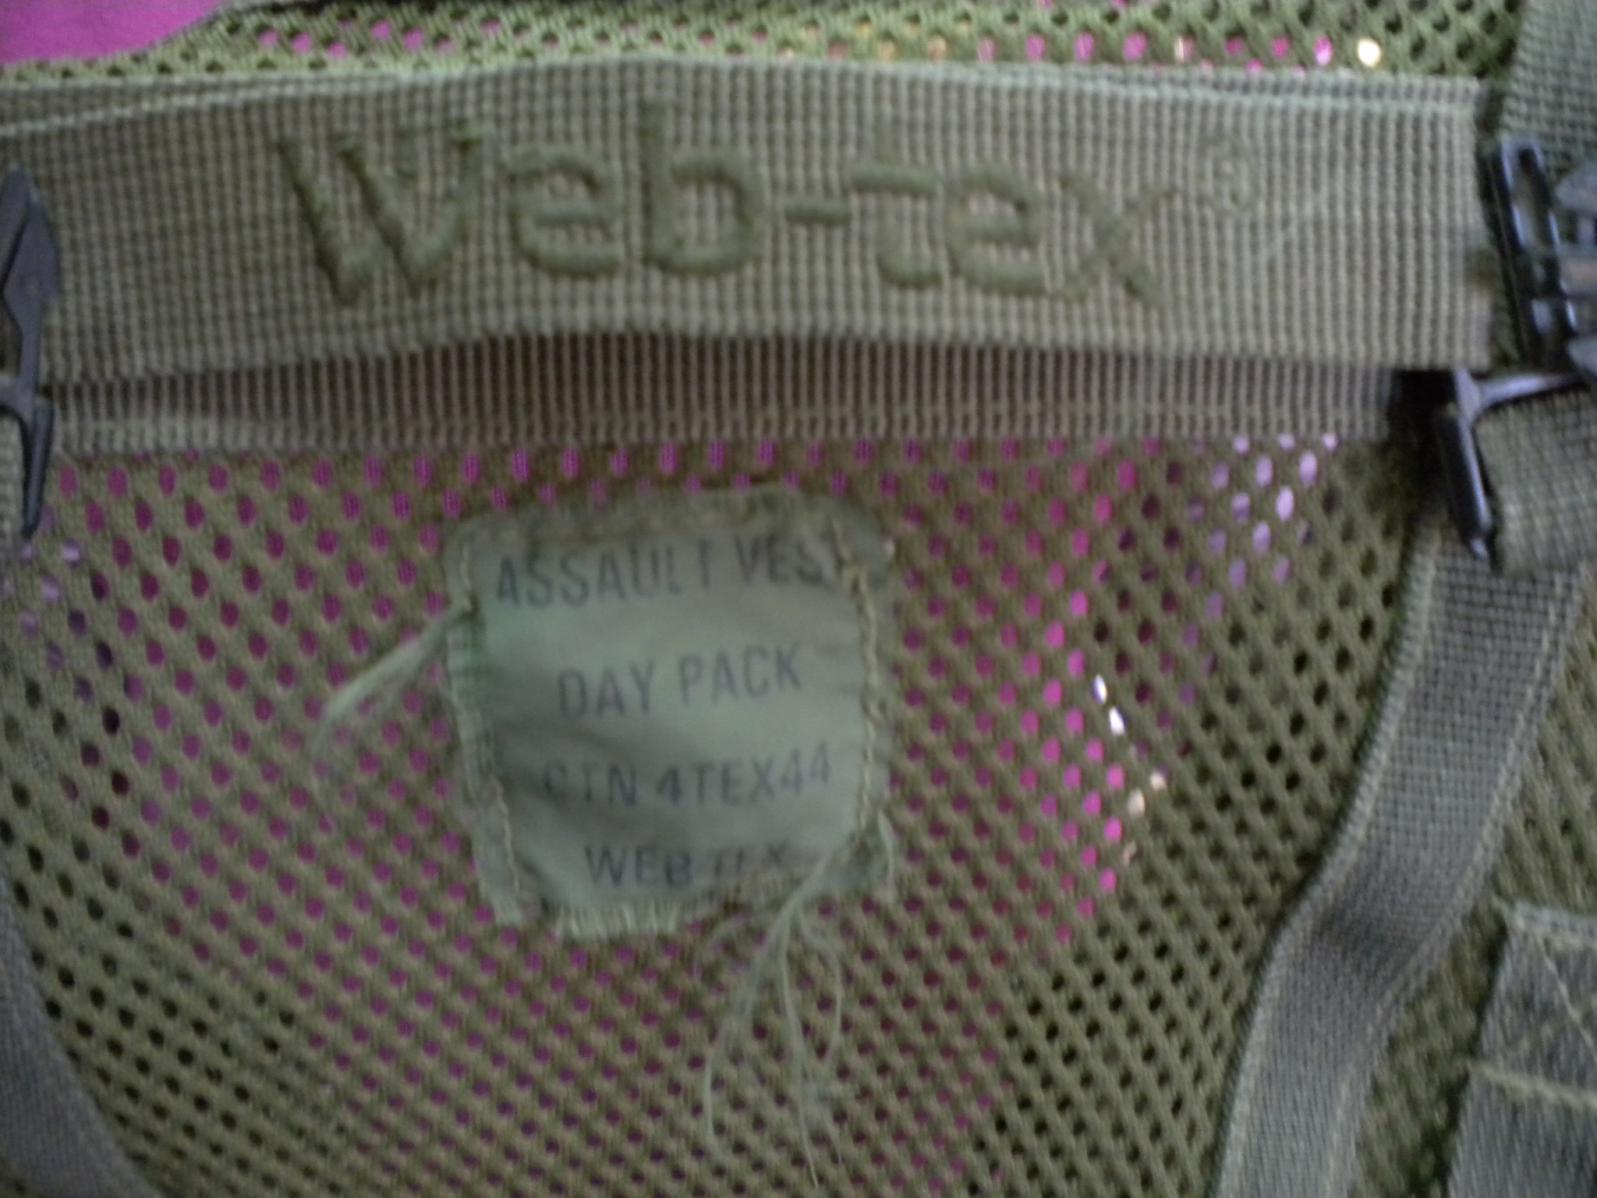 Web-tex®
ASSAULT VEST
DAY PACK
CTN 4TEX44
WEB-TEX